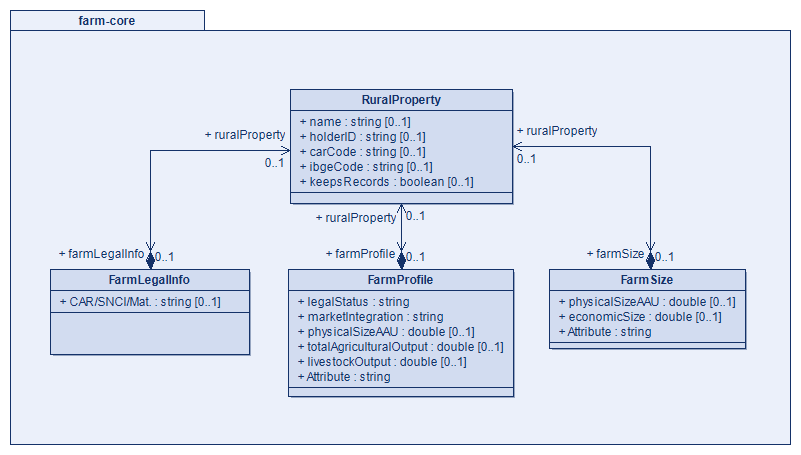 farm-core
RuralProperty
+ name : string [0..1]
+ holderID : string [0..1]
+ carCode : string [0..1]
+ ibgeCode : string [0..1]
+ keepsRecords : boolean [0..1]
+ ruralProperty
0..1
+ ruralProperty
0..1
+ ruralProperty
0..1
+ farmLegalInfo
0..1
+ farmProfile
0..1
+ farmSize
0..1
FarmLegalInfo
+ CAR/SNCI/Mat. : string [0..1]
FarmProfile
+ legalStatus : string
+ marketIntegration : string
+ physicalSizeAAU : double [0..1]
+ totalAgriculturalOutput : double [0..1]
+ livestockOutput : double [0..1]
+ Attribute : string
FarmSize
+ physicalSizeAAU : double [0..1]
+ economicSize : double [0..1]
+ Attribute : string